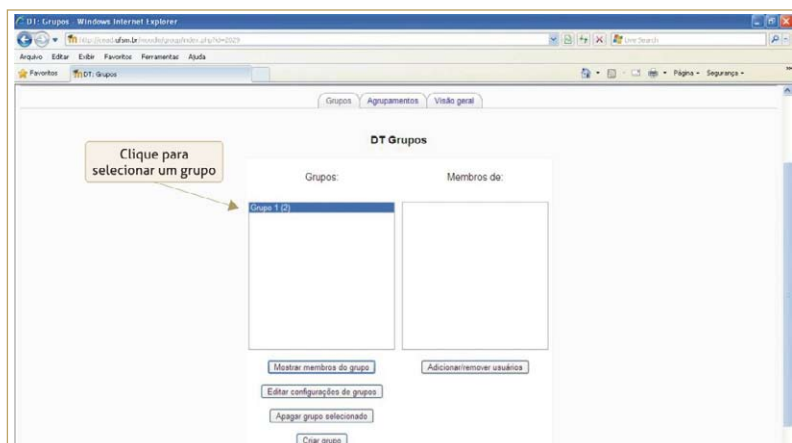 DT: Grupos - Windows Internet Explorer
Live Search
Arquivo Editar Exibir Favoritos Ferramentas Ajuda
Favoritos DT: Grupos Página Segurança
Grupos Agrupamentos Visão geral
DT Grupos
Clique para
selecionar um grupo
Grupos: Membros de:
Grupo 1 (2)
Mostrar membros do grupo Adicionar/remover usuários
Editar configurações de grupos
Apagar grupo selecionado
Criar grupo